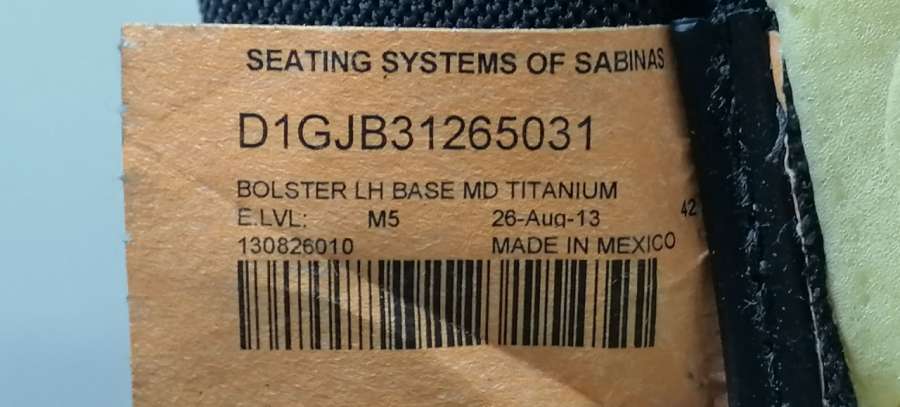 SEATING SYSTEMS OF SABINAS
D1GJB31265031
BOLSTER LH BASE MD TITANIUM
E.LVL: M5 26-Aug-13 42
130826010 MADE IN MEXICO